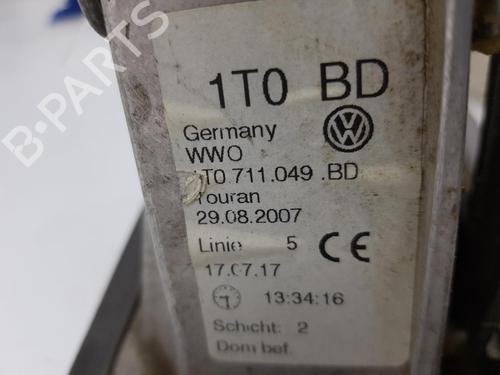 1T0 BD
Germany
WWO
1T0.711.049 .BD
Touran
29.08.2007
Linie 5 CE
17.07.17
13:34:16
Schicht: 2
Dom bef.
B-PARTS